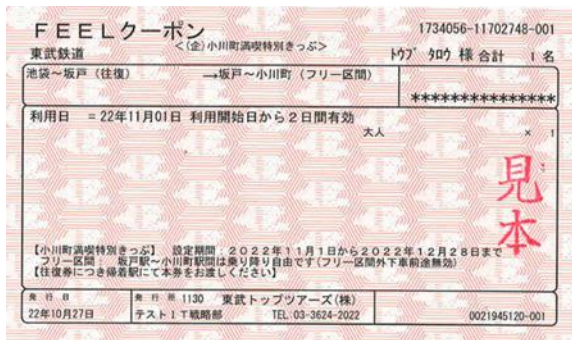 FEELクーポン
1734056-11702748-001
東武鉄道
<(企)小川町満喫特別きっぷ>
ﾄｳﾌﾞ ﾀﾛｳ 様 合計 1 名
池袋～坂戸 (往復)
→坂戸～小川町 (フリー区間)
***************
利用日 =22年11月01日 利用開始日から2日間有効
大人 × 1
見本
【小川町満喫特別きっぷ】 設定期間:2022年11月1日から2022年12月28日まで
フリー区間: 坂戸駅～小川町駅間は乗り降り自由です(フリー区間外下車前途無効)
【往復券につき帰着駅にて本券をお渡しください】
発行日
発行所 1130 東武トップツアーズ(株)
22年10月27日
テストIT戦略部 TEL:03-3624-2022
0021945120-001